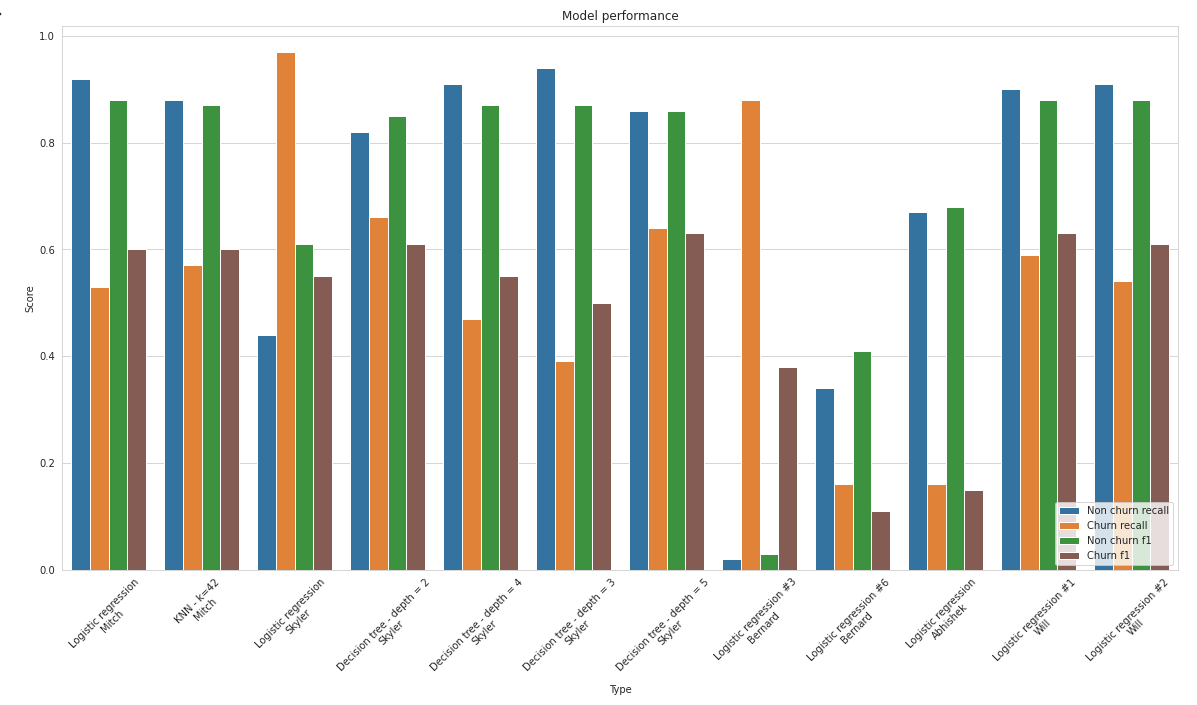 Model performance
1.0
0.8
0.6
0.4
0.2
0.0
Score
Non churn recall
Churn recall
Non churn f1
Churn f1
Logistic regression
Mitch
KNN - k=42
Mitch
Logistic regression
Skyler
Decision tree - depth = 2
Skyler
Decision tree - depth = 4
Skyler
Decision tree - depth = 3
Skyler
Decision tree - depth = 5
Skyler
Logistic regression #3
Bernard
Logistic regression #6
Bernard
Logistic regression
Abhishek
Logistic regression #1
Will
Logistic regression #2
Will
Type